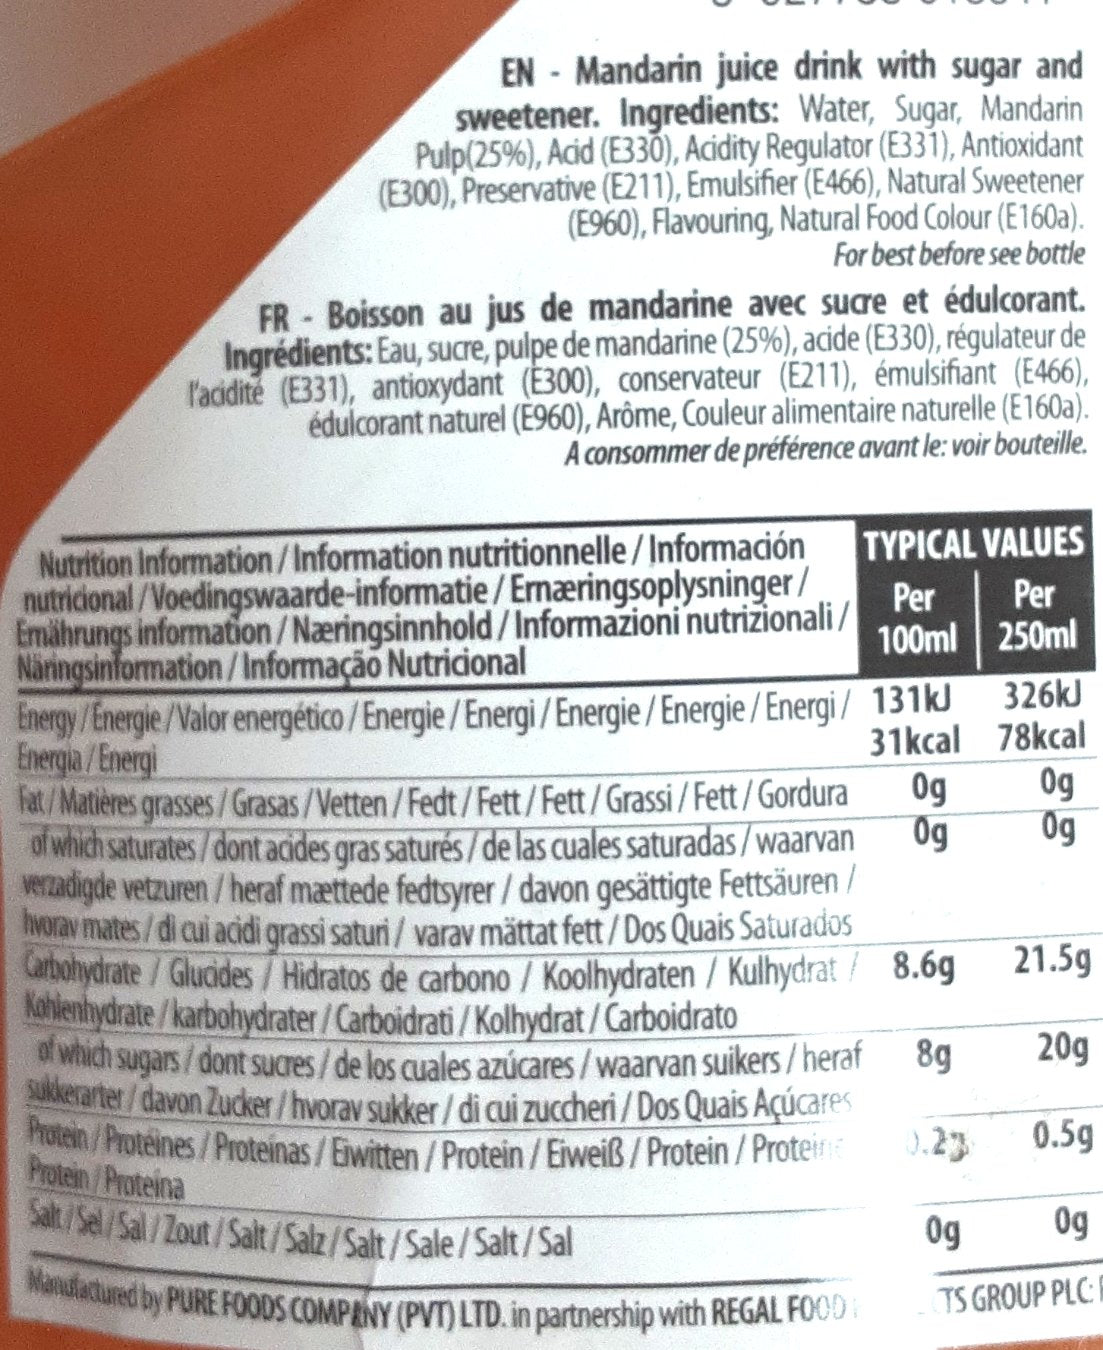 EN - Mandarin juice drink with sugar and
sweetener. Ingredients: Water, Sugar, Mandarin
Pulp(25%), Acid (E330), Acidity Regulator (E331), Antioxidant
(E300), Preservative (E211), Emulsifier (E466), Natural Sweetener
(E960), Flavouring, Natural Food Colour (E160a).
For best before see bottle
FR - Boisson au jus de mandarine avec sucre et édulcorant.
Ingrédients: Eau, sucre, pulpe de mandarine (25%), acide (E330), régulateur de
l'acidité (E331), antioxydant (E300), conservateur (E211), émulsifiant (E466),
édulcorant naturel (E960), Arôme, Couleur alimentaire naturelle (E160a).
A consommer de préférence avant le: voir bouteille.
Nutrition Information / Information nutritionnelle / Información
nutricional / Voedingswaarde-informatie / Ernæringsoplysninger /
Ernährungs information / Næringsinnhold / Informazioni nutrizionali /
Näringsinformation / Informação Nutricional
TYPICAL VALUES
Per 100ml Per 250ml
Energy / Énergie / Valor energético / Energie / Energi / Energie / Energie / Energi / 131kJ 326kJ
Energia / Energi 31kcal 78kcal
Fat / Matières grasses / Grasas / Vetten / Fedt / Fett / Fett / Grassi / Fett / Gordura 0g 0g
of which saturates / dont acides gras saturés / de las cuales saturadas / waarvan 0g 0g
verzadigde vetzuren / heraf mættede fedtsyrer / davon gesättigte Fettsäuren /
hvorav mates / di cui acidi grassi saturi / varav mättat fett / Dos Quais Saturados
Carbohydrate / Glucides / Hidratos de carbono / Koolhydraten / Kulhydrat / 8.6g 21.5g
Kohlenhydrate / karbohydrater / Carboidrati / Kolhydrat / Carboidrato
of which sugars / dont sucres / de los cuales azúcares / waarvan suikers / heraf 8g 20g
sukkerarter / davon Zucker / hvorav sukker / di cui zuccheri / Dos Quais Açúcares
Protein / Protéines / Proteinas / Eiwitten / Protein / Eiweiß / Protein / 0.5g
Protein / Proteína
Salt / Sel / Sal / Zout / Salt / Salz / Salt / Sale / Salt / Sal 0g 0g
Manufactured by PURE FOODS COMPANY (PVT) LTD. in partnership with REGAL FOOD GROUP PLC: